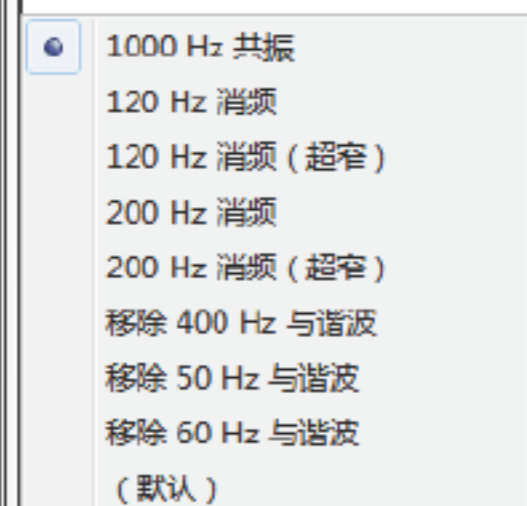 1000 Hz 共振
120 Hz 消频
120 Hz 消频 ( 超窄 )
200 Hz 消频
200 Hz 消频 ( 超窄 )
移除 400 Hz 与谐波
移除 50 Hz 与谐波
移除 60 Hz 与谐波
( 默认 )